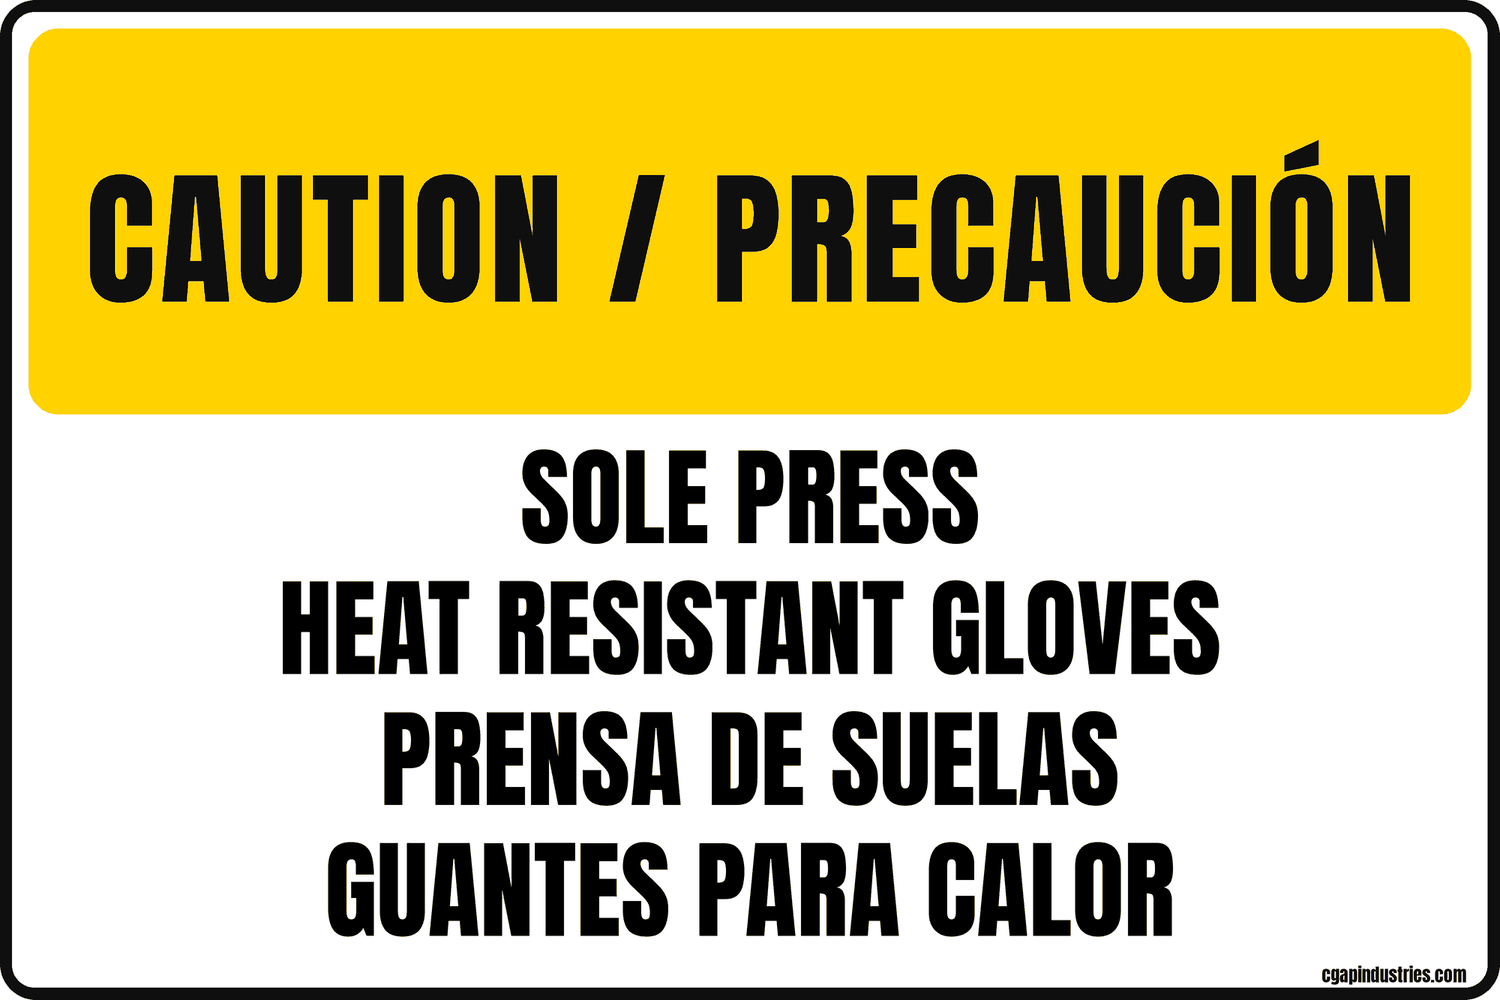 CAUTION / PRECAUCIÓN
SOLE PRESS
HEAT RESISTANT GLOVES
PRENSA DE SUELAS
GUANTES PARA CALOR
cgapindustries.com